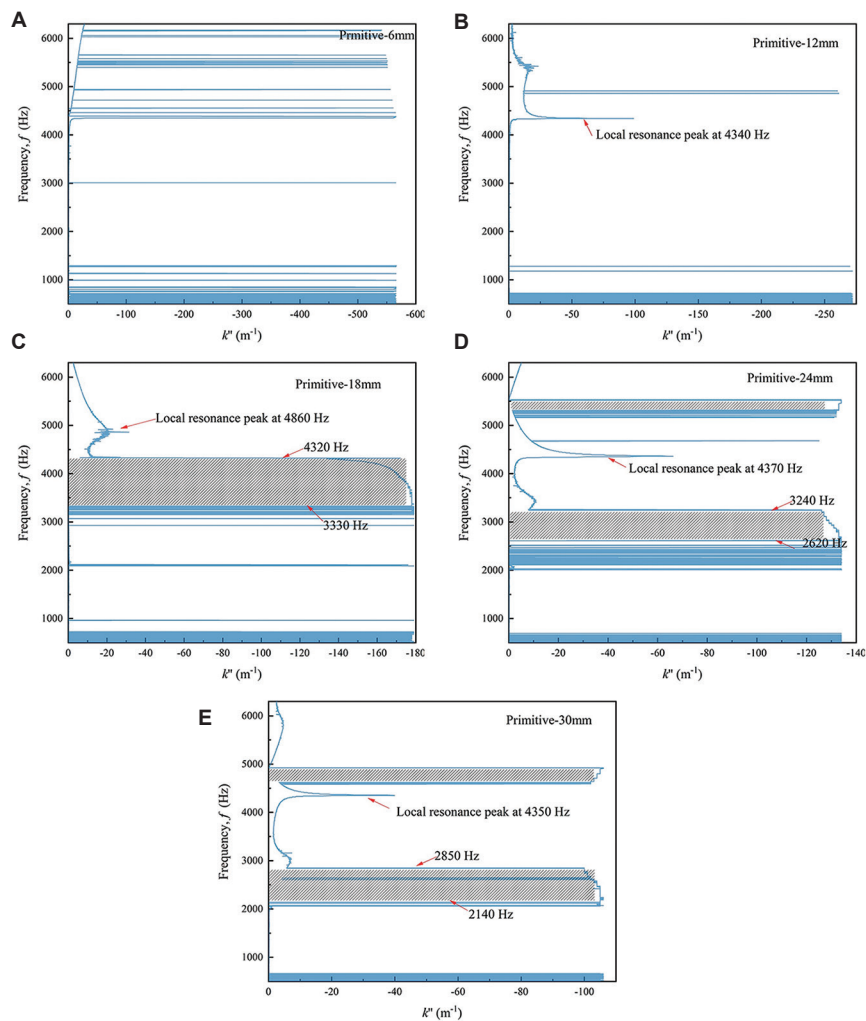 A
Prmitive-6mm
6000
5000
4000
3000
2000
1000
Frequency, f (Hz)
0 -100 -200 -300 -400 -500 -600
k" (m⁻¹)
B
Primitive-12mm
6000
5000
4000
3000
2000
1000
Frequency, f (Hz)
Local resonance peak at 4340 Hz
0 -50 -100 -150 -200 -250
k" (m⁻¹)
C
Primitive-18mm
6000
5000
4000
3000
2000
1000
Frequency, f (Hz)
Local resonance peak at 4860 Hz
4320 Hz
3330 Hz
0 -20 -40 -60 -80 -100 -120 -140 -160 -180
k" (m⁻¹)
D
Primitive-24mm
6000
5000
4000
3000
2000
1000
Frequency, f (Hz)
Local resonance peak at 4370 Hz
3240 Hz
2620 Hz
0 -20 -40 -60 -80 -100 -120 -140
k" (m⁻¹)
E
Primitive-30mm
6000
5000
4000
3000
2000
1000
Frequency, f (Hz)
Local resonance peak at 4350 Hz
2850 Hz
2140 Hz
0 -20 -40 -60 -80 -100
k" (m⁻¹)